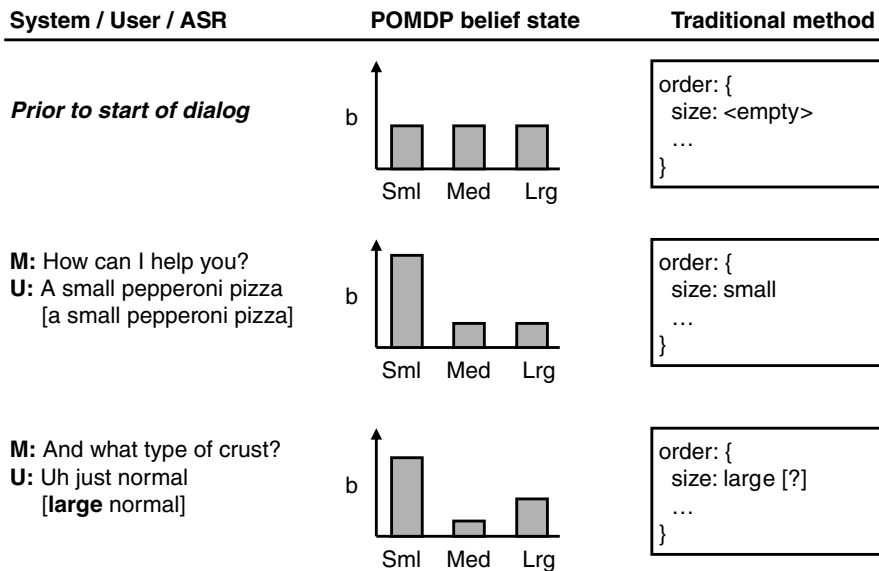 System / User / ASR
POMDP belief state
Traditional method
Prior to start of dialog
b
Sml Med Lrg
order: {
size: <empty>
…
}
M: How can I help you?
U: A small pepperoni pizza
[a small pepperoni pizza]
b
Sml Med Lrg
order: {
size: small
…
}
M: And what type of crust?
U: Uh just normal
[large normal]
b
Sml Med Lrg
order: {
size: large [?]
…
}